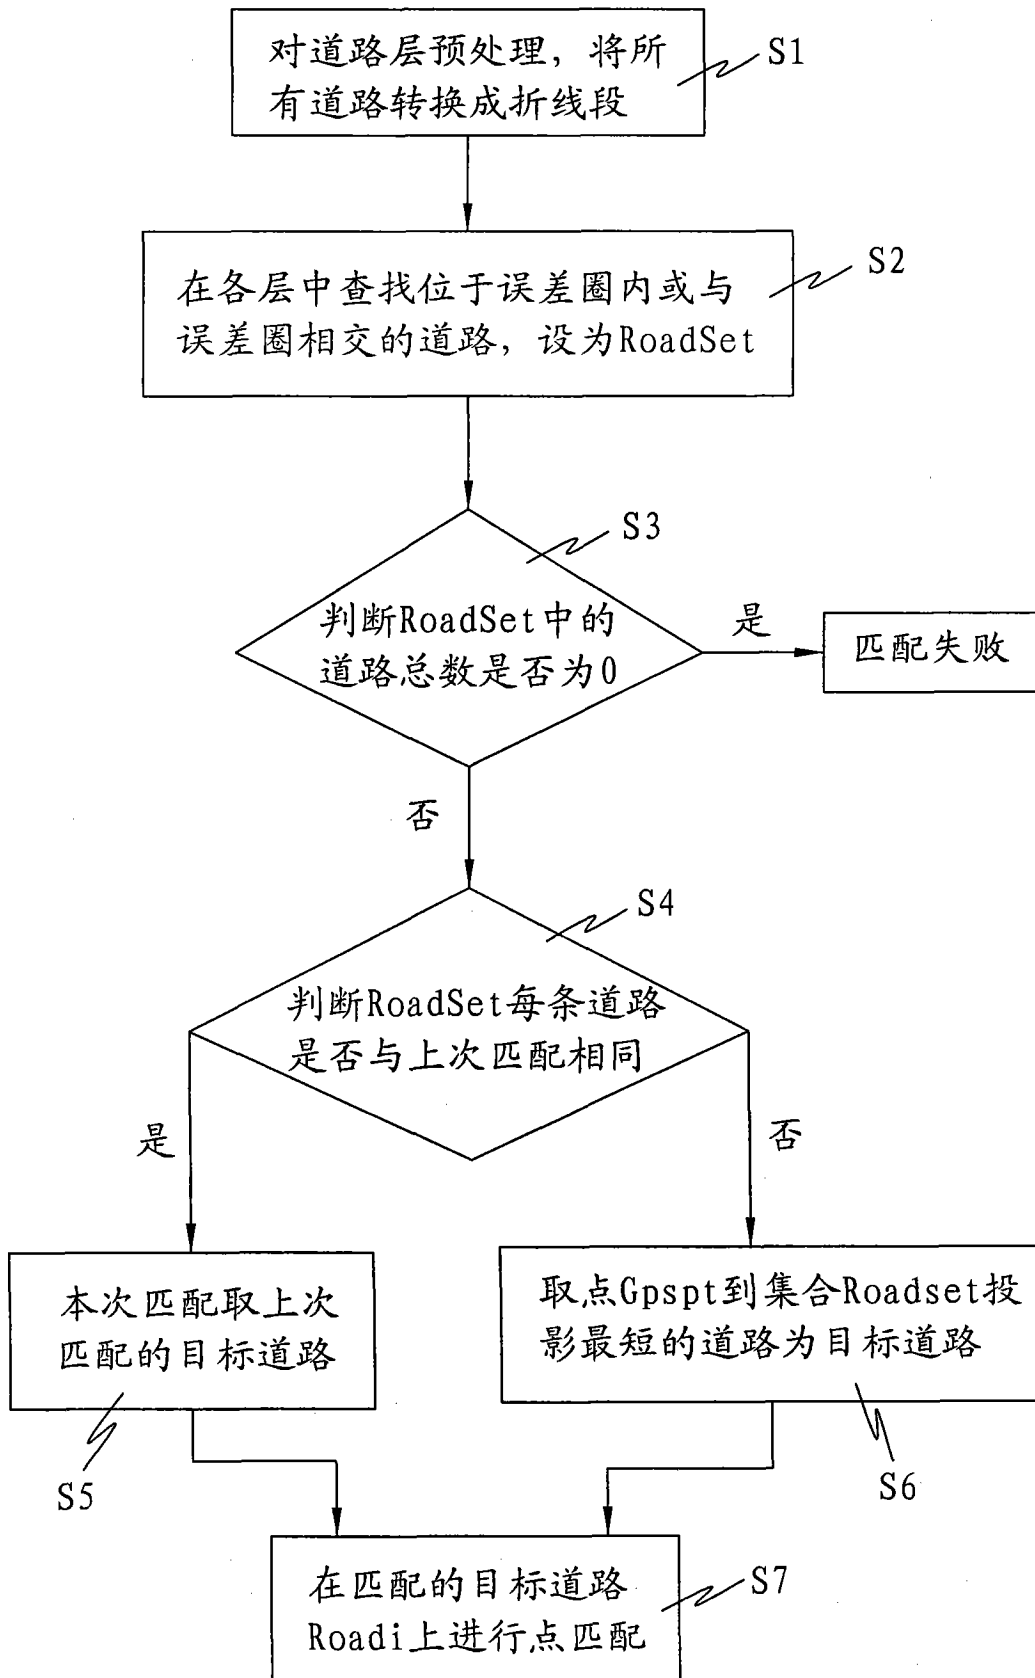 对道路层预处理，将所
有道路转换成折线段
S1
在各层中查找位于误差圈内或与
误差圈相交的道路，设为RoadSet
S2
S3
判断RoadSet中的
道路总数是否为0
是
匹配失败
否
S4
判断RoadSet每条道路
是否与上次匹配相同
是
否
本次匹配取上次
匹配的目标道路
S5
取点Gpspt到集合Roadset投
影最短的道路为目标道路
S6
在匹配的目标道路
Roadi上进行点匹配
S7